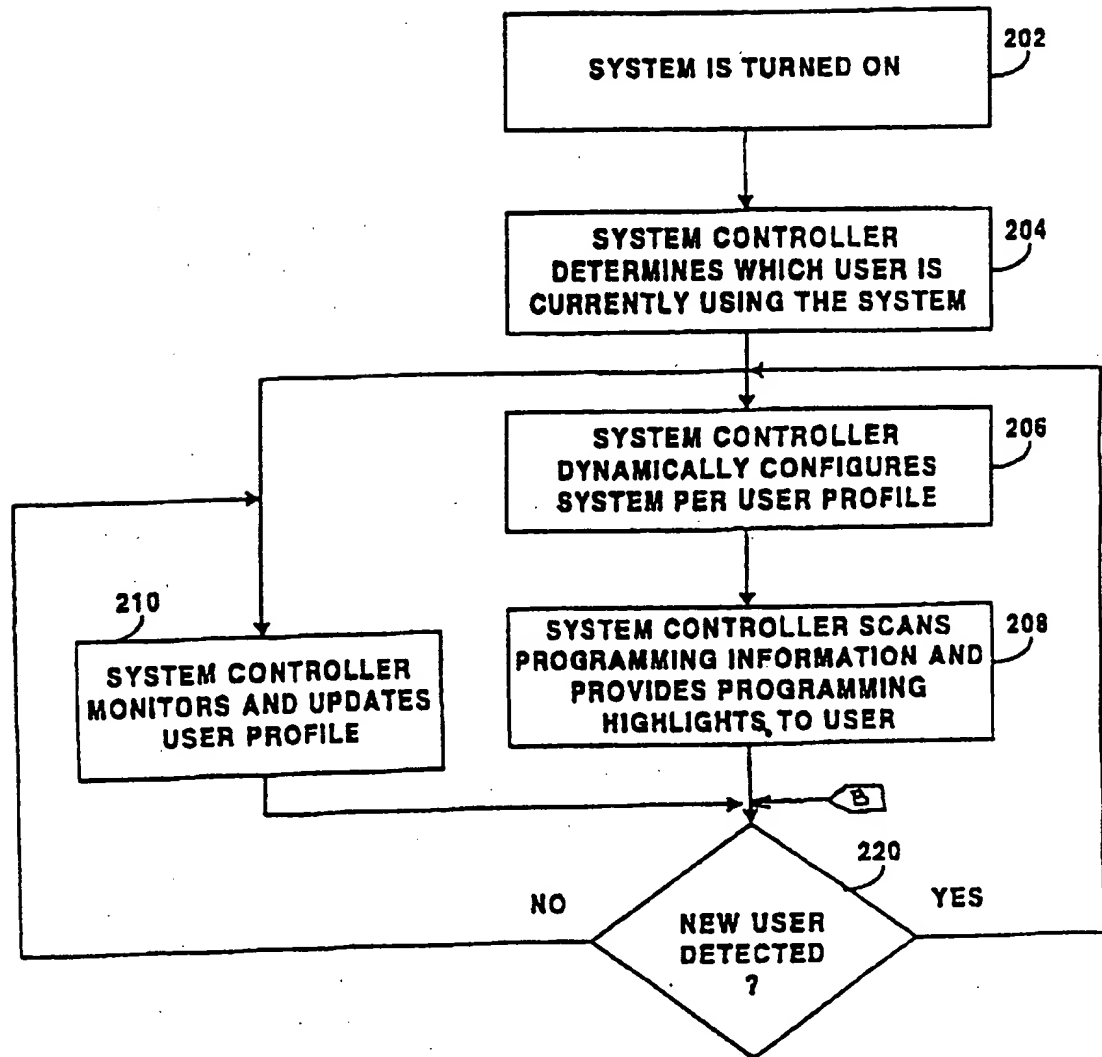 202
SYSTEM IS TURNED ON
204
SYSTEM CONTROLLER
DETERMINES WHICH USER IS
CURRENTLY USING THE SYSTEM
206
SYSTEM CONTROLLER
DYNAMICALLY CONFIGURES
SYSTEM PER USER PROFILE
210
SYSTEM CONTROLLER
MONITORS AND UPDATES
USER PROFILE
208
SYSTEM CONTROLLER SCANS
PROGRAMMING INFORMATION AND
PROVIDES PROGRAMMING
HIGHLIGHTS TO USER
B
220
NO
YES
NEW USER
DETECTED
?